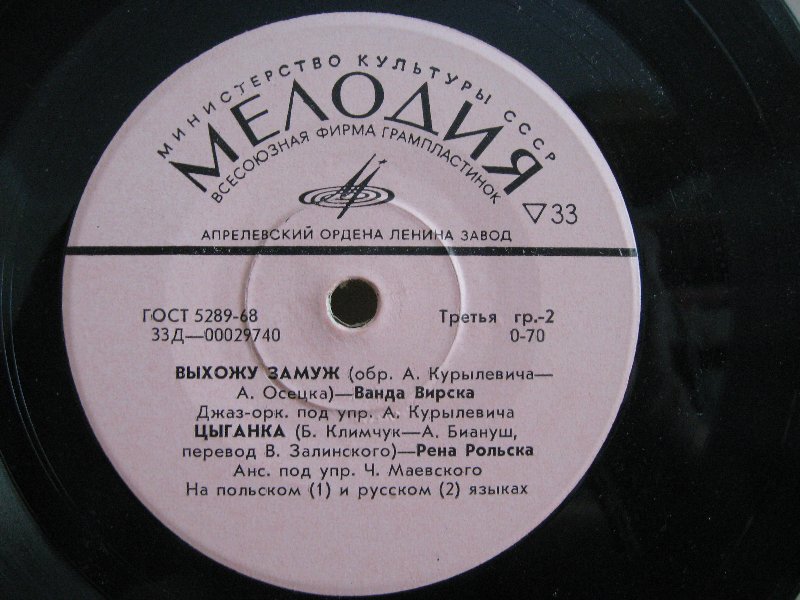 МИНИСТЕРСТВО КУЛЬТУРЫ СССР
МЕЛОДИЯ
ВСЕСОЮЗНАЯ ФИРМА ГРАМПЛАСТИНОК
▽33
АПРЕЛЕВСКИЙ ОРДЕНА ЛЕНИНА ЗАВОД
ГОСТ 5289-68
33Д—00029740
Третья гр.-2
0-70
ВЫХОЖУ ЗАМУЖ (обр. А. Курылевича—
А. Осецка)—Ванда Вирска
Джаз-орк. под упр. А. Курылевича
ЦЫГАНКА (Б. Климчук—А. Биануш,
перевод В. Залинского)—Рена Рольска
Анс. под упр. Ч. Маевского
На польском (1) и русском (2) языках